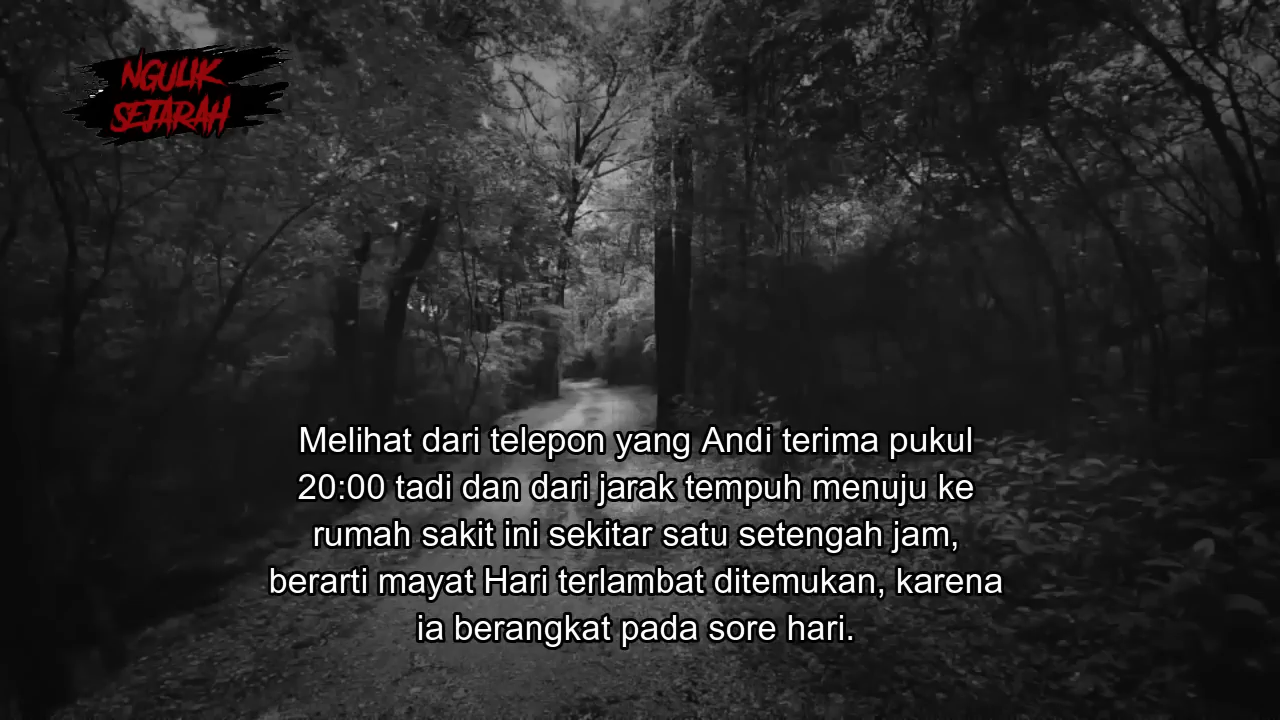 NGULIK
SEJARAH
Melihat dari telepon yang Andi terima pukul
20:00 tadi dan dari jarak tempuh menuju ke
rumah sakit ini sekitar satu setengah jam,
berarti mayat Hari terlambat ditemukan, karena
ia berangkat pada sore hari.